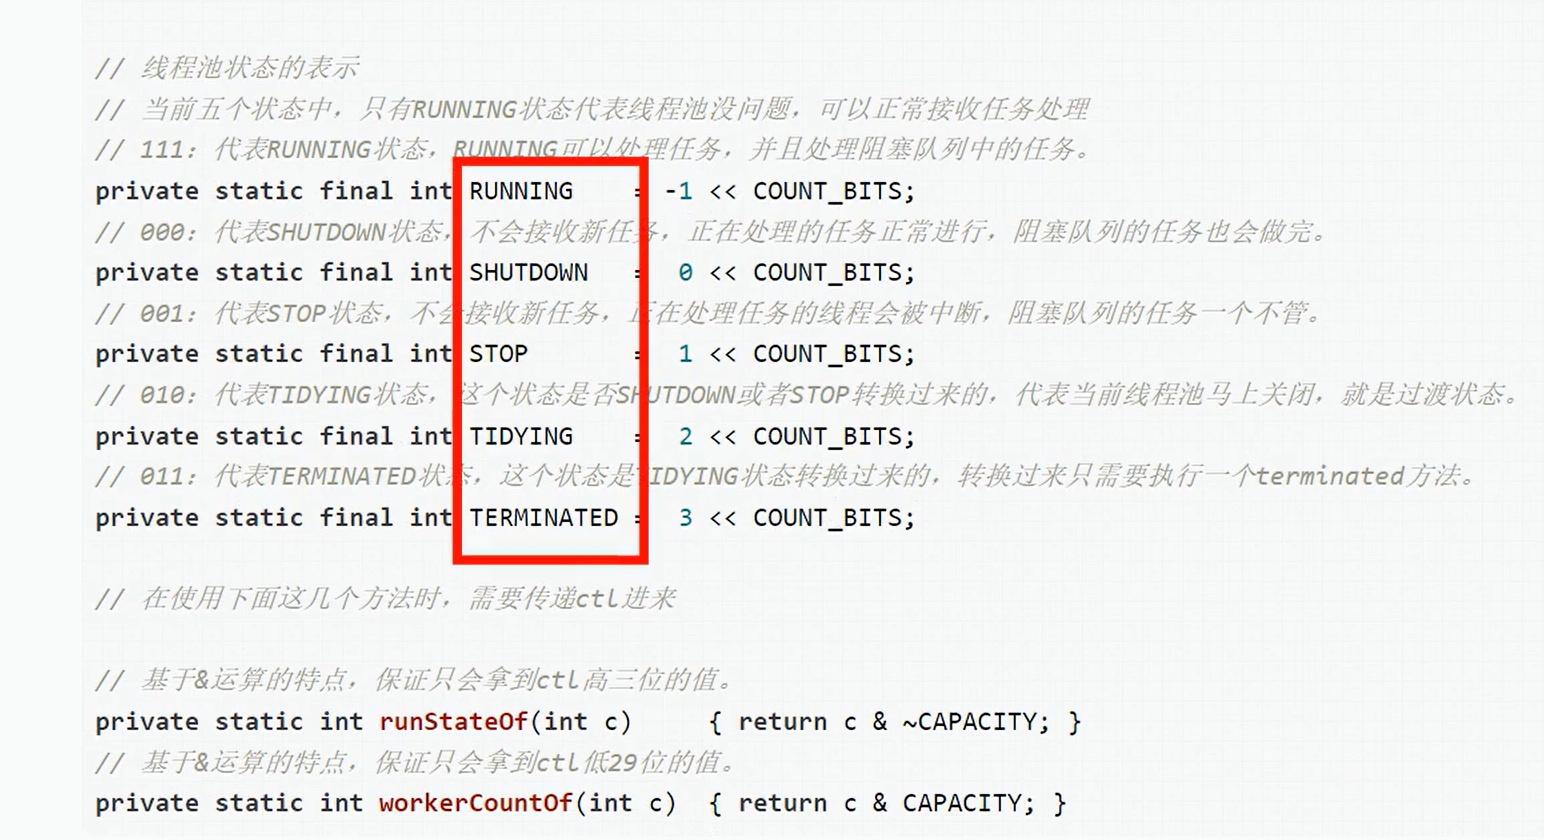 // 线程池状态的表示
// 当前五个状态中，只有RUNNING状态代表线程池没问题，可以正常接收任务处理
// 111：代表RUNNING状态，RUNNING可以处理任务，并且处理阻塞队列中的任务。
private static final int RUNNING    = -1 << COUNT_BITS;
// 000：代表SHUTDOWN状态，不会接收新任务，正在处理的任务正常进行，阻塞队列的任务也会做完。
private static final int SHUTDOWN   =  0 << COUNT_BITS;
// 001：代表STOP状态，不会接收新任务，正在处理任务的线程会被中断，阻塞队列的任务一个不管。
private static final int STOP       =  1 << COUNT_BITS;
// 010：代表TIDYING状态，这个状态是否SHUTDOWN或者STOP转换过来的，代表当前线程池马上关闭，就是过渡状态。
private static final int TIDYING    =  2 << COUNT_BITS;
// 011：代表TERMINATED状态，这个状态是TIDYING状态转换过来的，转换过来只需要执行一个terminated方法。
private static final int TERMINATED =  3 << COUNT_BITS;
// 在使用下面这几个方法时，需要传递ctl进来
// 基于&运算的特点，保证只会拿到ctl高三位的值。
private static int runStateOf(int c)     { return c & ~CAPACITY; }
// 基于&运算的特点，保证只会拿到ctl低29位的值。
private static int workerCountOf(int c)  { return c & CAPACITY; }